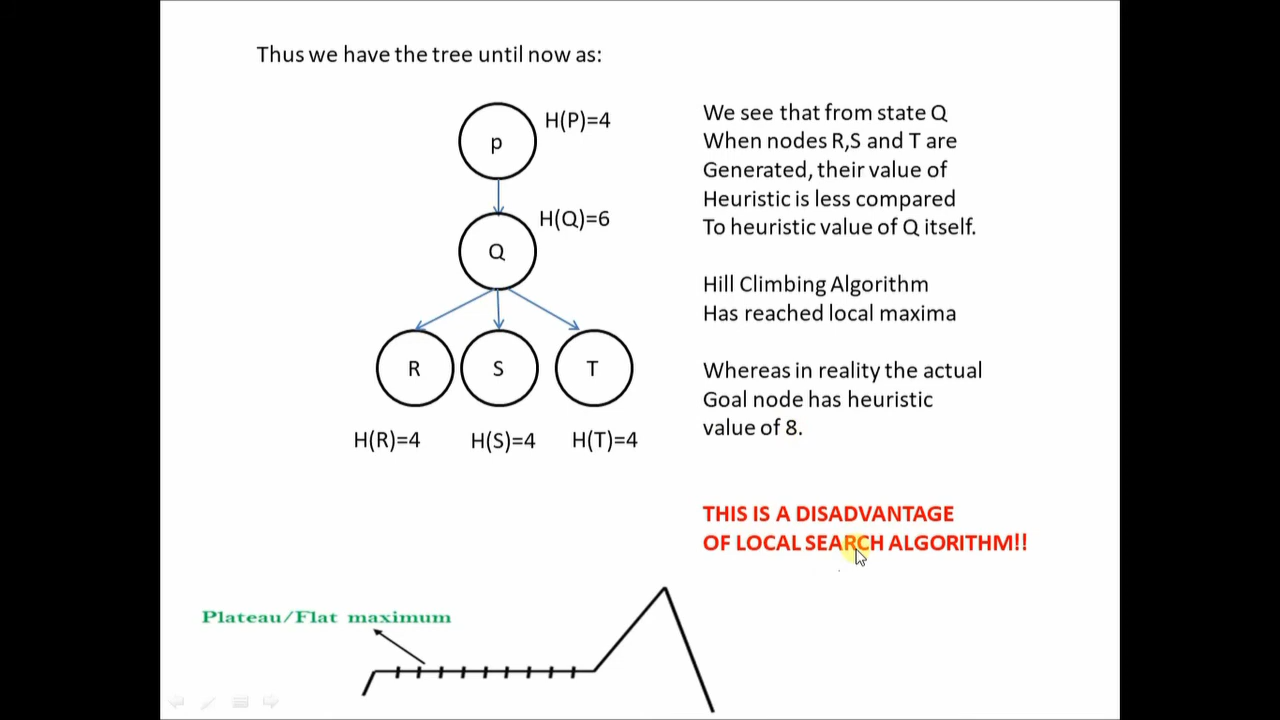 Thus we have the tree until now as:
p
H(P)=4
Q
H(Q)=6
R
S
T
H(R)=4
H(S)=4
H(T)=4
We see that from state Q
When nodes R,S and T are
Generated, their value of
Heuristic is less compared
To heuristic value of Q itself.
Hill Climbing Algorithm
Has reached local maxima
Whereas in reality the actual
Goal node has heuristic
value of 8.
THIS IS A DISADVANTAGE
OF LOCAL SEARCH ALGORITHM!!
Plateau/Flat maximum